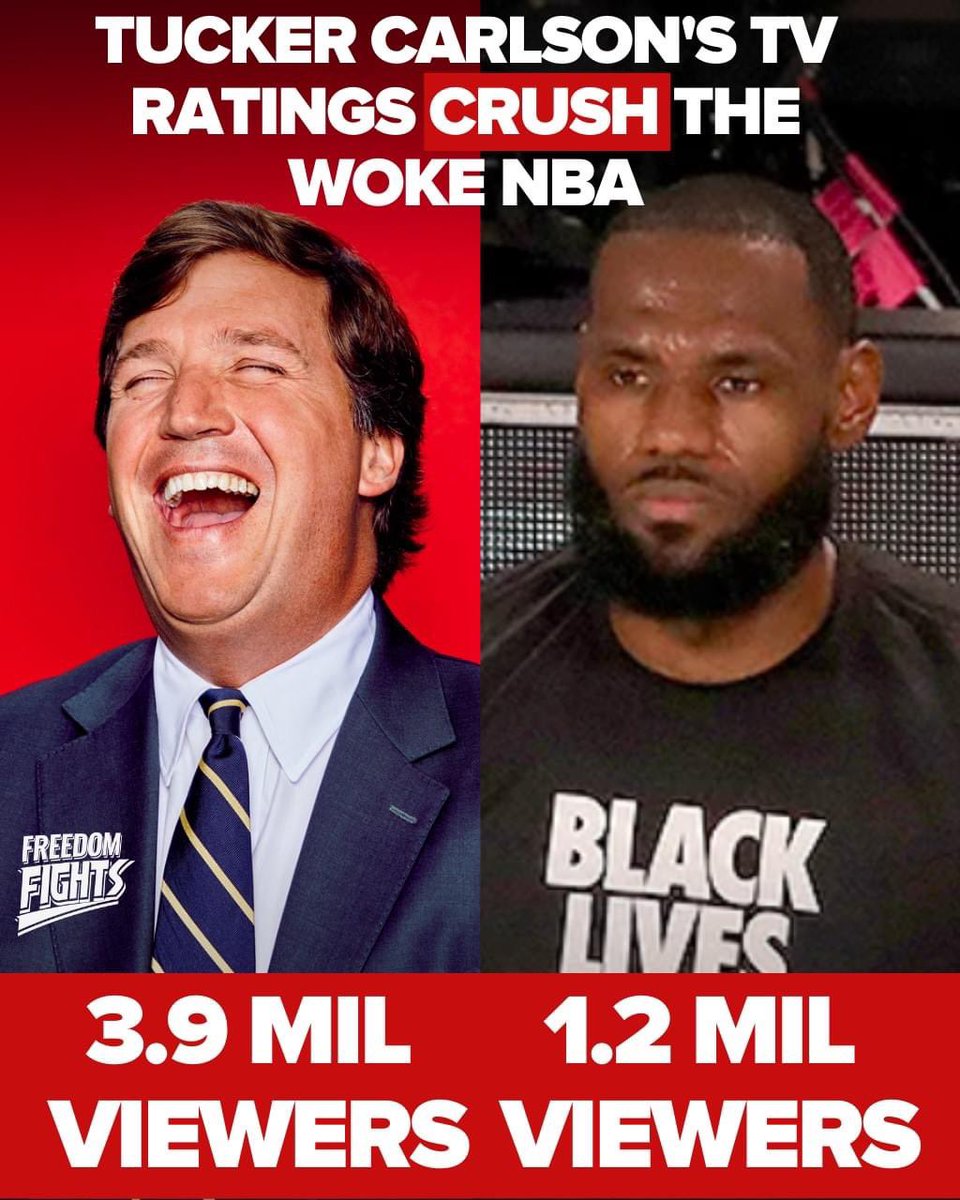 TUCKER CARLSON'S TV
RATINGS CRUSH THE
WOKE NBA
BLACK
LIVES
FREEDOM
FIGHTS
3.9 MIL
VIEWERS
1.2 MIL
VIEWERS